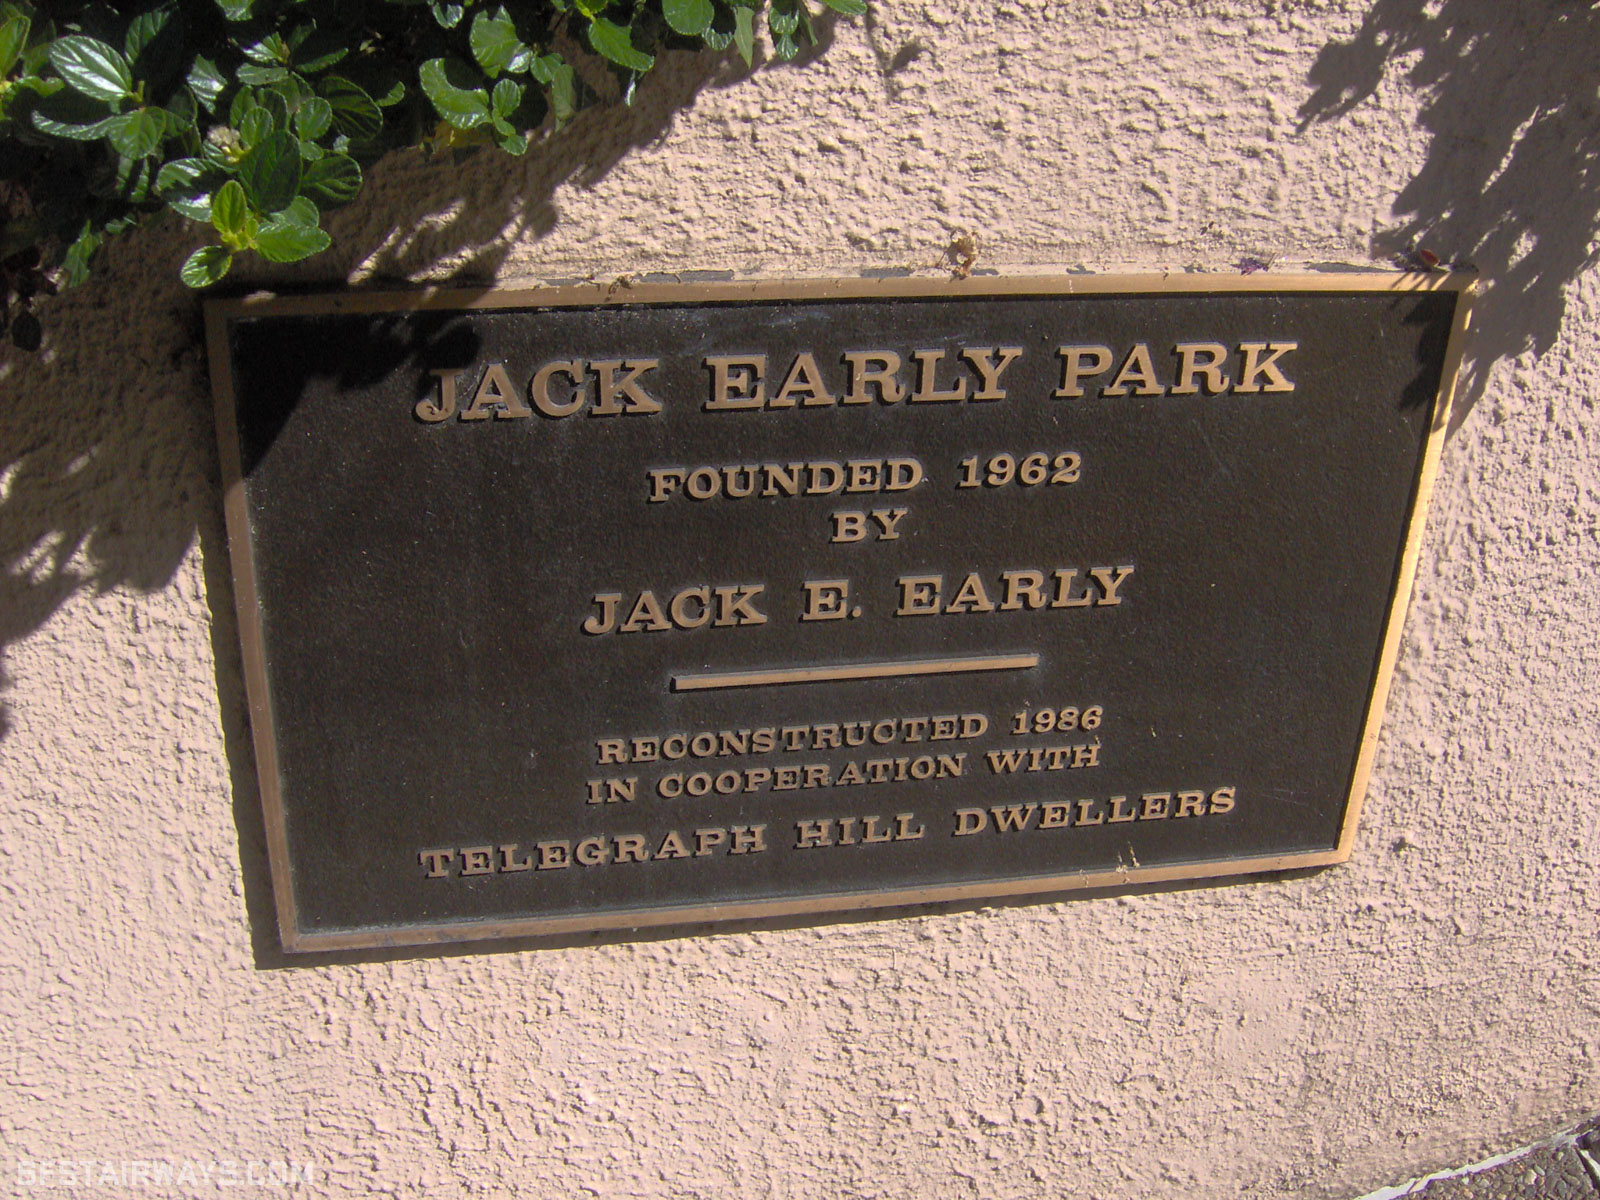 JACK EARLY PARK
FOUNDED 1962
BY
JACK E. EARLY
RECONSTRUCTED 1986
IN COOPERATION WITH
TELEGRAPH HILL DWELLERS
SFSTAIRWAYS.COM